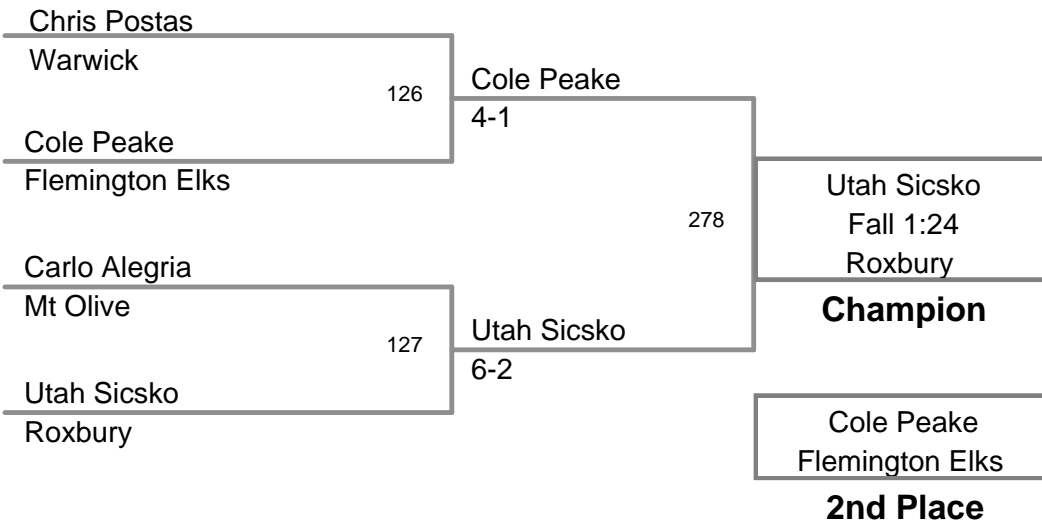 Chris Postas
Warwick
126
Cole Peake
4-1
Cole Peake
Flemington Elks
278
Utah Sicsko
Fall 1:24
Roxbury
Champion
Carlo Alegria
Mt Olive
127
Utah Sicsko
6-2
Utah Sicsko
Roxbury
Cole Peake
Flemington Elks
2nd Place